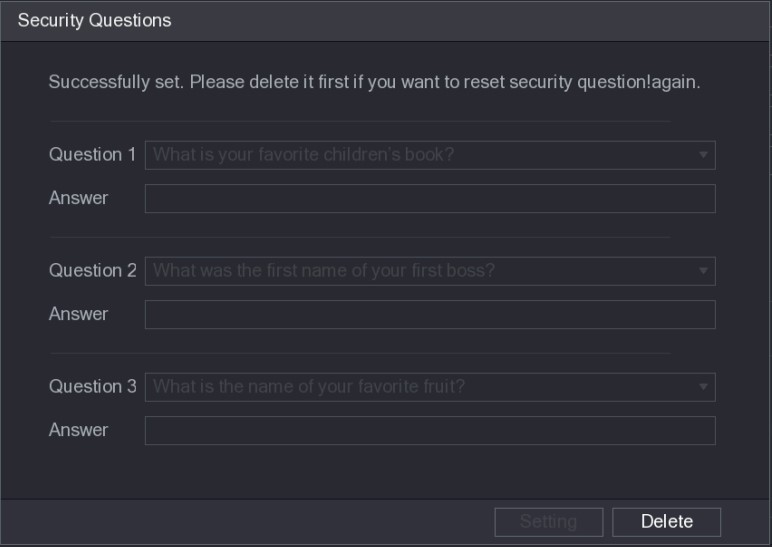 Security Questions
Successfully set. Please delete it first if you want to reset security question!again.
Question 1 What is your favorite children's book?
Answer
Question 2 What was the first name of your first boss?
Answer
Question 3 What is the name of your favorite fruit?
Answer
Setting Delete